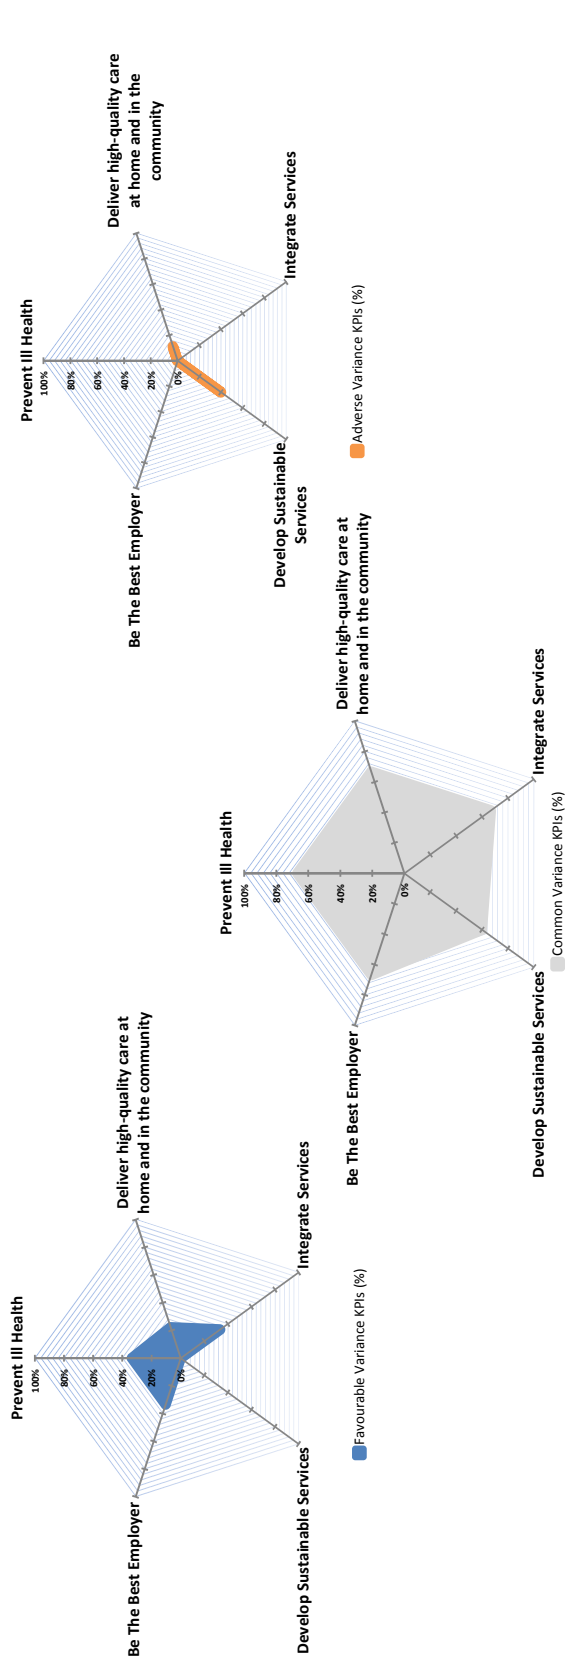 Prevent Ill Health
100%
80%
60%
40%
20%
0%
Deliver high-quality care at
home and in the community
Integrate Services
Develop Sustainable Services
Be The Best Employer
Favourable Variance KPIs (%)
Prevent Ill Health
100%
80%
60%
40%
20%
0%
Deliver high-quality care at
home and in the community
Integrate Services
Develop Sustainable Services
Be The Best Employer
Common Variance KPIs (%)
Prevent Ill Health
100%
80%
60%
40%
20%
0%
Deliver high-quality care
at home and in the
community
Integrate Services
Develop Sustainable
Services
Be The Best Employer
Adverse Variance KPIs (%)